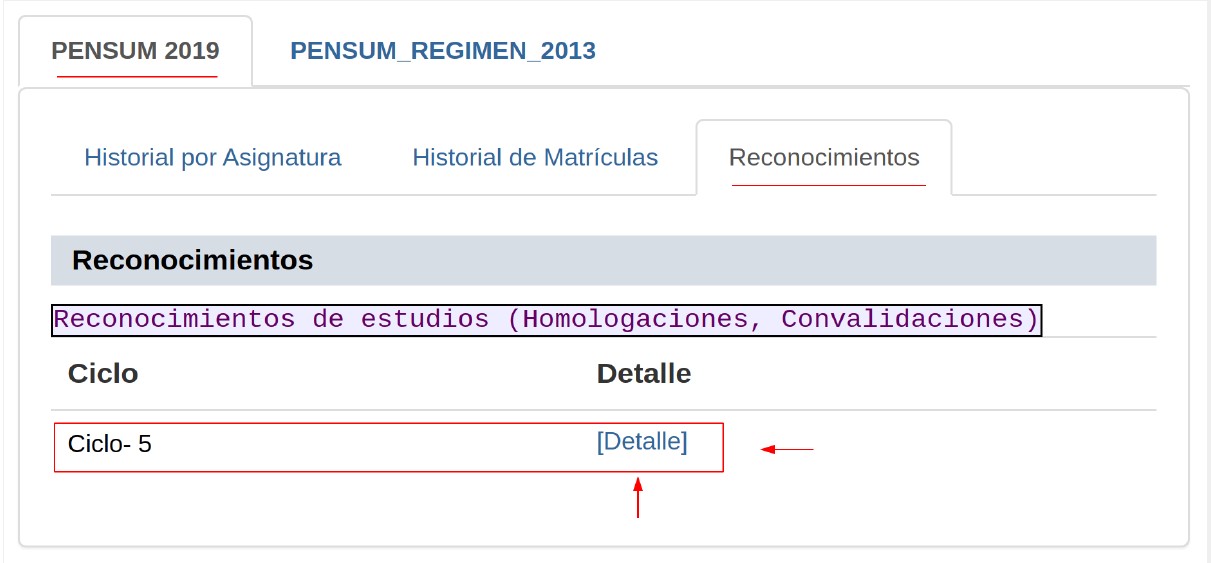 PENSUM 2019 PENSUM_REGIMEN_2013
Historial por Asignatura Historial de Matrículas Reconocimientos
Reconocimientos
Reconocimientos de estudios (Homologaciones, Convalidaciones)
Ciclo Detalle
Ciclo- 5 [Detalle]